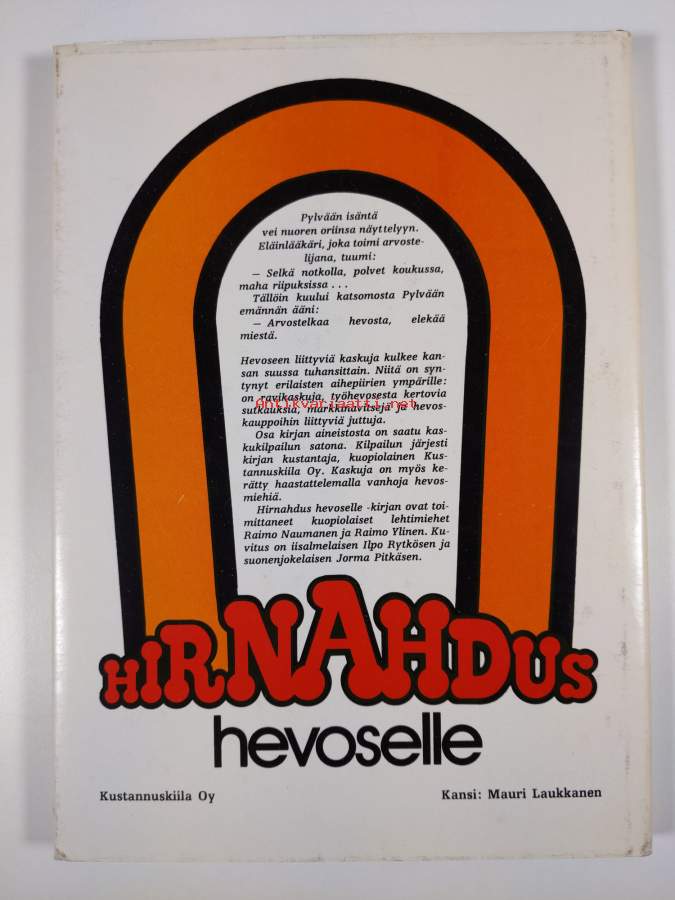 Pylvään isäntä
vei nuoren oriinsa näyttelyyn.
Eläinlääkäri, joka toimi arvoste-
lijana, tuumi:
— Selkä notkolla, polvet koukussa,
maha riipuksissa . . .
Tällöin kuului katsomosta Pylvään
emännän ääni:
— Arvostelkaa hevosta, elekää
miestä.
Hevoseen liittyviä kaskuja kulkee kan-
san suussa tuhansittain. Niitä on syn-
tynyt erilaisten aihepiirien ympärille:
on ravikaskuja, työhevosesta kertovia
Antikvariaatti.net
sutkauksia, markkinavitsejä ja hevos-
kauppoihin liittyviä juttuja.
Osa kirjan aineistosta on saatu kas-
kukilpailun satona. Kilpailun järjesti
kirjan kustantaja, kuopiolainen Kus-
tannuskiila Oy. Kaskuja on myös ke-
rätty haastattelemalla vanhoja hevos-
miehiä.
Hirnahdus hevoselle -kirjan ovat toi-
mittaneet kuopiolaiset lehtimiehet
Raimo Naumanen ja Raimo Ylinen. Ku-
vitus on iisalmelaisen Ilpo Rytkösen ja
suonenjokelaisen Jorma Pitkäsen.
HIRNAHDUS
hevoselle
Kustannuskiila Oy
Kansi: Mauri Laukkanen